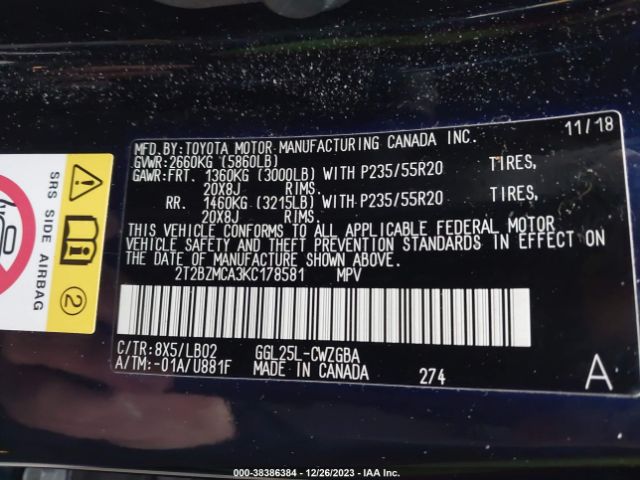 MFD.BY:TOYOTA MOTOR MANUFACTURING CANADA INC. 11/18
GVWR:2660KG (5860LB)
GAWR:FRT. 1360KG (3000LB) WITH P235/55R20 TIRES,
20X8J RIMS.
RR. 1460KG (3215LB) WITH P235/55R20 TIRES,
20X8J RIMS.
THIS VEHICLE CONFORMS TO ALL APPLICABLE FEDERAL MOTOR
VEHICLE SAFETY AND THEFT PREVENTION STANDARDS IN EFFECT ON
THE DATE OF MANUFACTURE SHOWN ABOVE.
2T2BZMCA3KC178581 MPV
C/TR:8X5/LB02 GGL25L-CWZGBA
A/TM:-01A/U881F MADE IN CANADA 274 A
SRS SIDE AIRBAG
2
000-38386384 - 12/26/2023 - IAA Inc.